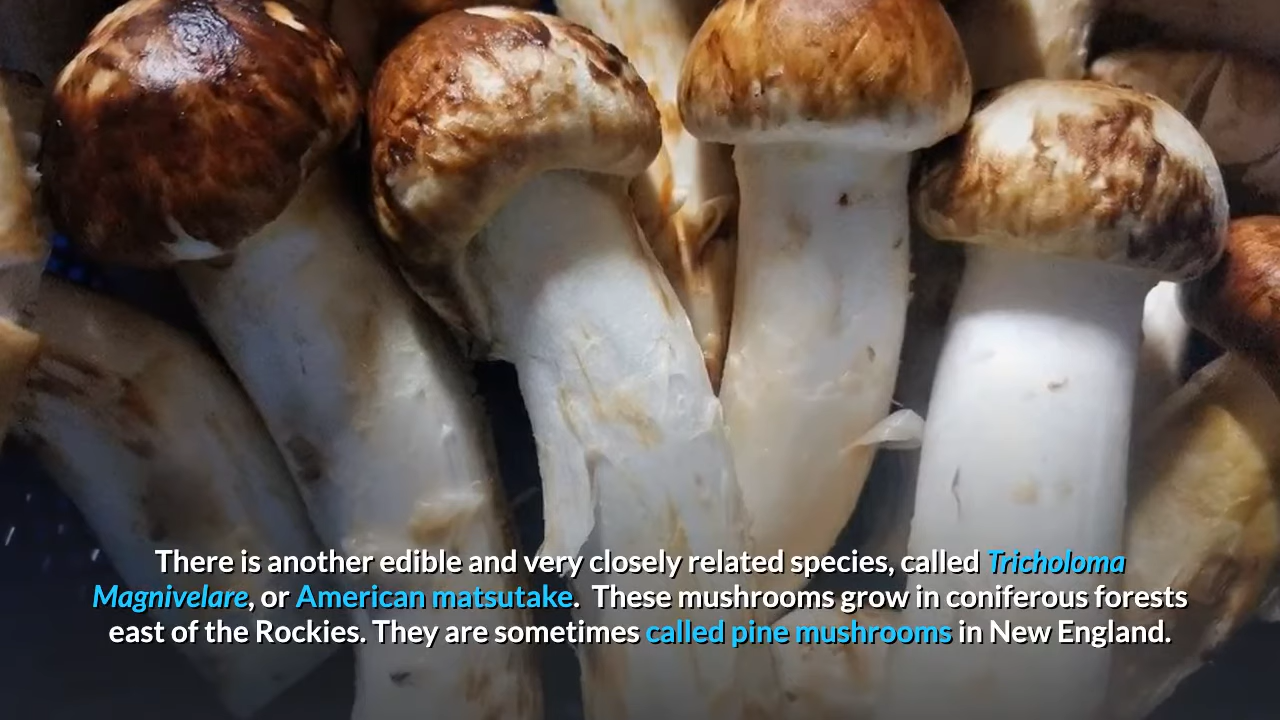 There is another edible and very closely related species, called Tricholoma
Magnivelare, or American matsutake.  These mushrooms grow in coniferous forests
east of the Rockies. They are sometimes called pine mushrooms in New England.